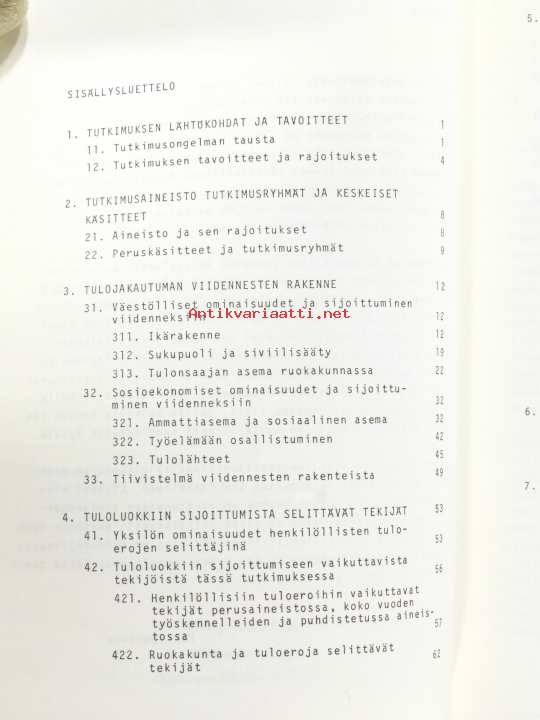 SISÄLLYSLUETTELO
1. TUTKIMUKSEN LÄHTÖKOHDAT JA TAVOITTEET 1
11. Tutkimusongelman tausta 1
12. Tutkimuksen tavoitteet ja rajoitukset 4
2. TUTKIMUSAINEISTO TUTKIMUSRYHMÄT JA KESKEISET
KÄSITTEET 8
21. Aineisto ja sen rajoitukset 8
22. Peruskäsitteet ja tutkimusryhmät 9
3. TULOJAKAUTUMAN VIIDENNESTEN RAKENNE 12
31. Väestölliset ominaisuudet ja sijoittuminen
viidenneksiin 12
Antikvariaatti.net
311. Ikärakenne 12
312. Sukupuoli ja siviilisääty 19
313. Tulonsaajan asema ruokakunnassa 22
32. Sosioekonomiset ominaisuudet ja sijoittu-
minen viidenneksiin 32
321. Ammattiasema ja sosiaalinen asema 32
322. Työelämään osallistuminen 42
323. Tulolähteet 45
33. Tiivistelmä viidennesten rakenteista 49
4. TULOLUOKKIIN SIJOITTUMISTA SELITTÄVÄT TEKIJÄT 53
41. Yksilön ominaisuudet henkilöllisten tulo-
erojen selittäjinä 53
42. Tuloluokkiin sijoittumiseen vaikuttavista
tekijöistä tässä tutkimuksessa 56
421. Henkilöllisiin tuloeroihin vaikuttavat
tekijät perusaineistossa, koko vuoden
työskennelleiden ja puhdistetussa aineis-
tossa 57
422. Ruokakunta ja tuloeroja selittävät
tekijät 62
5.
6.
7.